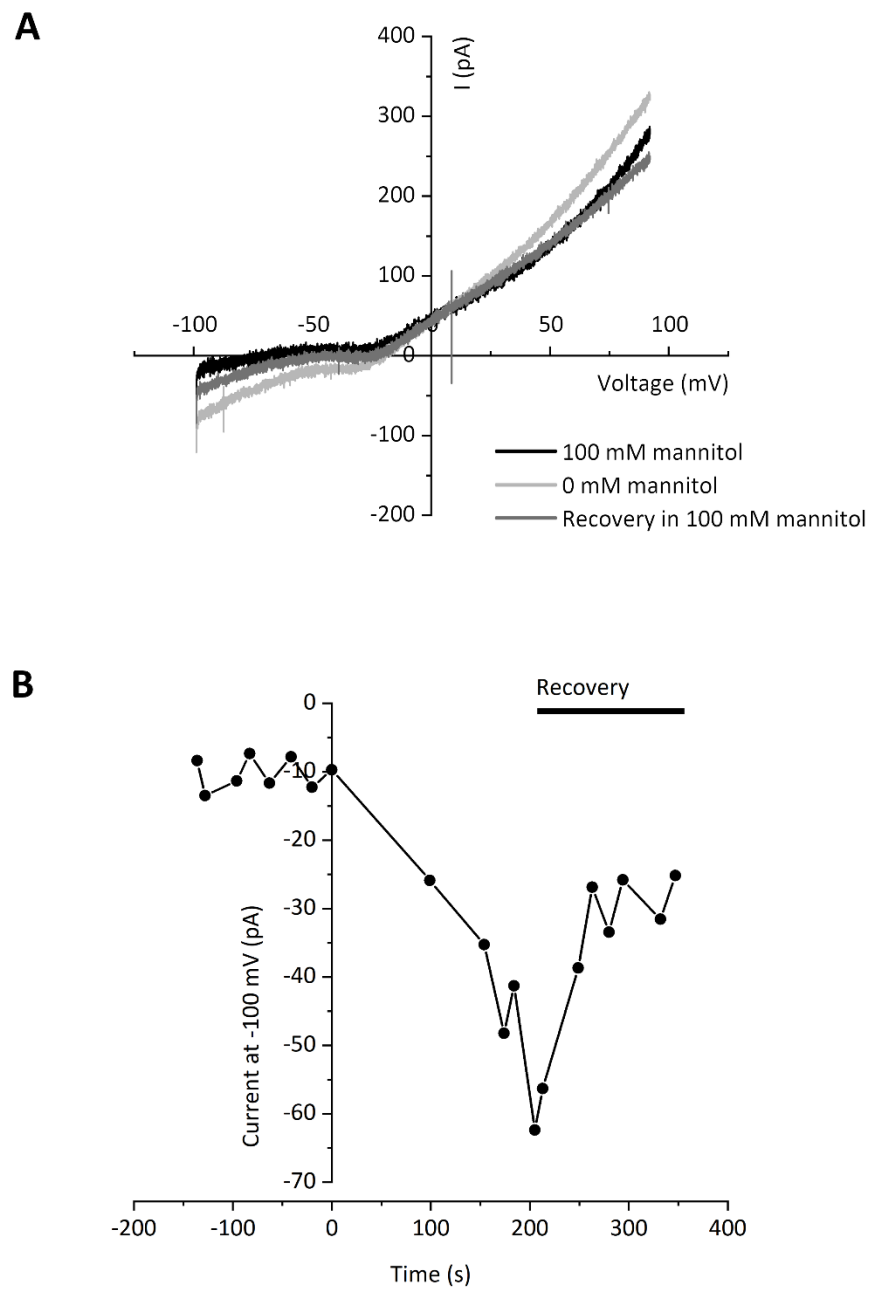 A
400
I (pA)
300
200
100
-100 -50 0 50 100
0
Voltage (mV)
-100
-200
100 mM mannitol
0 mM mannitol
Recovery in 100 mM mannitol
B
Recovery
0
-10
-20
-30
-40
-50
-60
-70
Current at -100 mV (pA)
-200 -100 0 100 200 300 400
Time (s)